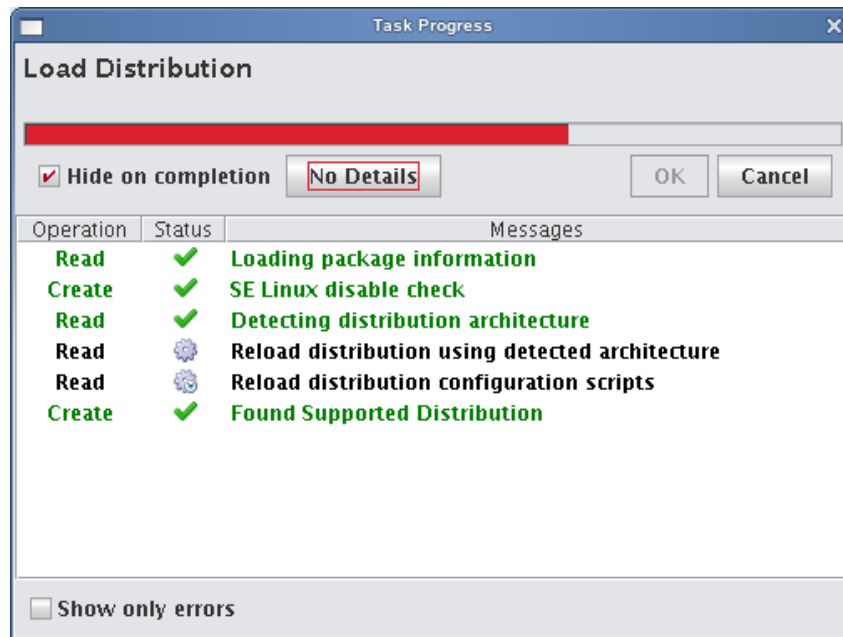 Task Progress
Load Distribution
Hide on completion No Details OK Cancel
Operation Status Messages
Read Loading package information
Create SE Linux disable check
Read Detecting distribution architecture
Read Reload distribution using detected architecture
Read Reload distribution configuration scripts
Create Found Supported Distribution
Show only errors